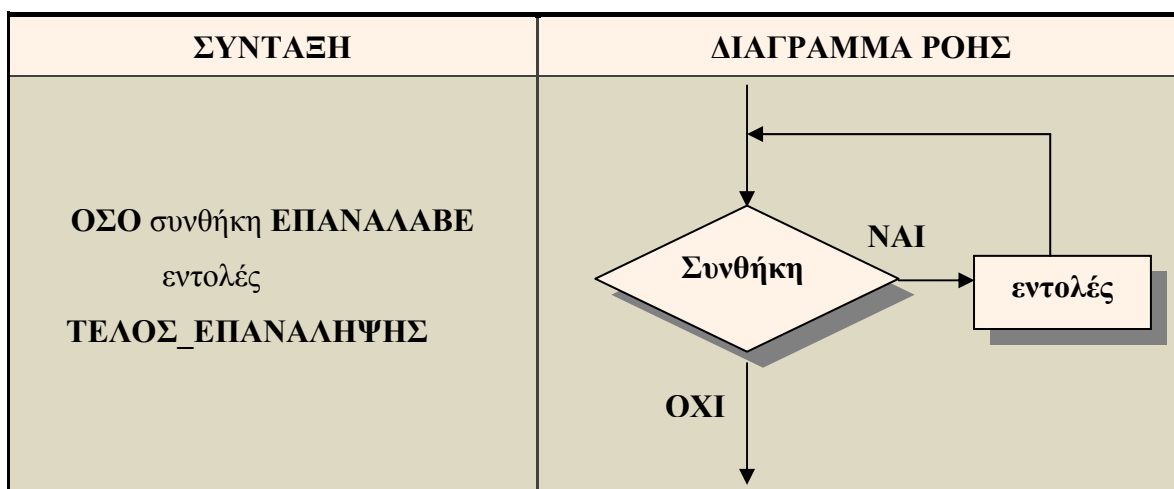 ΣΥΝΤΑΞΗ
ΔΙΑΓΡΑΜΜΑ ΡΟΗΣ
ΟΣΟ συνθήκη ΕΠΑΝΑΛΑΒΕ
εντολές
ΤΕΛΟΣ_ΕΠΑΝΑΛΗΨΗΣ
Συνθήκη
ΝΑΙ
εντολές
ΟΧΙ